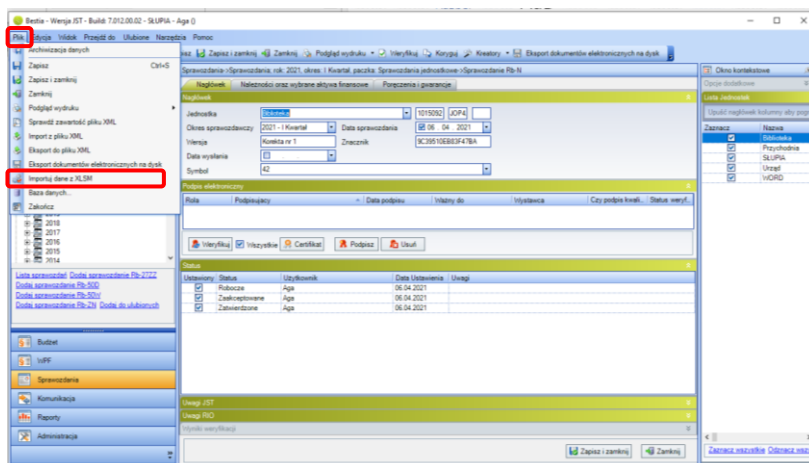 Bestia - Wersja JST - Build: 7.012.00.02 - SŁUPIA - Aga ()
Plik Edycja Widok Przejdź do Ulubione Narzędzia Pomoc
Archiwizacja danych
Zapisz Ctrl+S
Zapisz i zamknij
Zamknij
Podgląd wydruku
Sprawdź zawartość pliku XML
Import z pliku XML
Eksport do pliku XML
Eksport dokumentów elektronicznych na dysk
Importuj dane z XLSM
Baza danych...
Zakończ
2018
2017
2016
2015
2014
Lista sprawozdań Dodaj sprawozdanie Rb-27ZZ
Dodaj sprawozdanie Rb-50D
Dodaj sprawozdanie Rb-50W
Dodaj sprawozdanie Rb-ZN Dodaj do ulubionych
Budżet
WPF
Sprawozdania
Komunikacja
Raporty
Administracja
Zapisz i zamknij Zamknij Podgląd wydruku Weryfikuj Koryguj Kreatory Eksport dokumentów elektronicznych na dysk
Sprawozdania->Sprawozdania: rok: 2021, okres: I Kwartał, paczka: Sprawozdania jednostkowe->Sprawozdanie Rb-N
Nagłówek Należności oraz wybrane aktywa finansowe Poręczenia i gwarancje
Nagłówek
Jednostka Biblioteka 1015092 JOP4
Okres sprawozdawczy 2021 - I Kwartał Data sprawozdania 06 04 2021
Wersja Korekta nr 1 Znacznik 9C39510EB03F47BA
Data wysłania
Symbol 42
Podpis elektroniczny
Rola Podpisujący Data podpisu Ważny do Wystawca Czy podpis kwali... Status weryf...
Weryfikuj Wszystkie Certifikat Podpisz Usuń
Status
Ustawiony Status Użytkownik Data Ustawienia Uwagi
Robocze Aga 06.04.2021
Zaakceptowane Aga 06.04.2021
Zatwierdzone Aga 06.04.2021
Uwagi JST
Uwagi RIO
Wyniki weryfikacji
Zapisz i zamknij Zamknij
Okno kontekstowe
Opcje dodatkowe
Lista Jednostek
Upuść nagłówek kolumny aby pog
Zaznacz Nazwa
Biblioteka
Przychodnia
SŁUPIA
Urząd
WORD
Zaznacz wszystkie Odznacz wsz